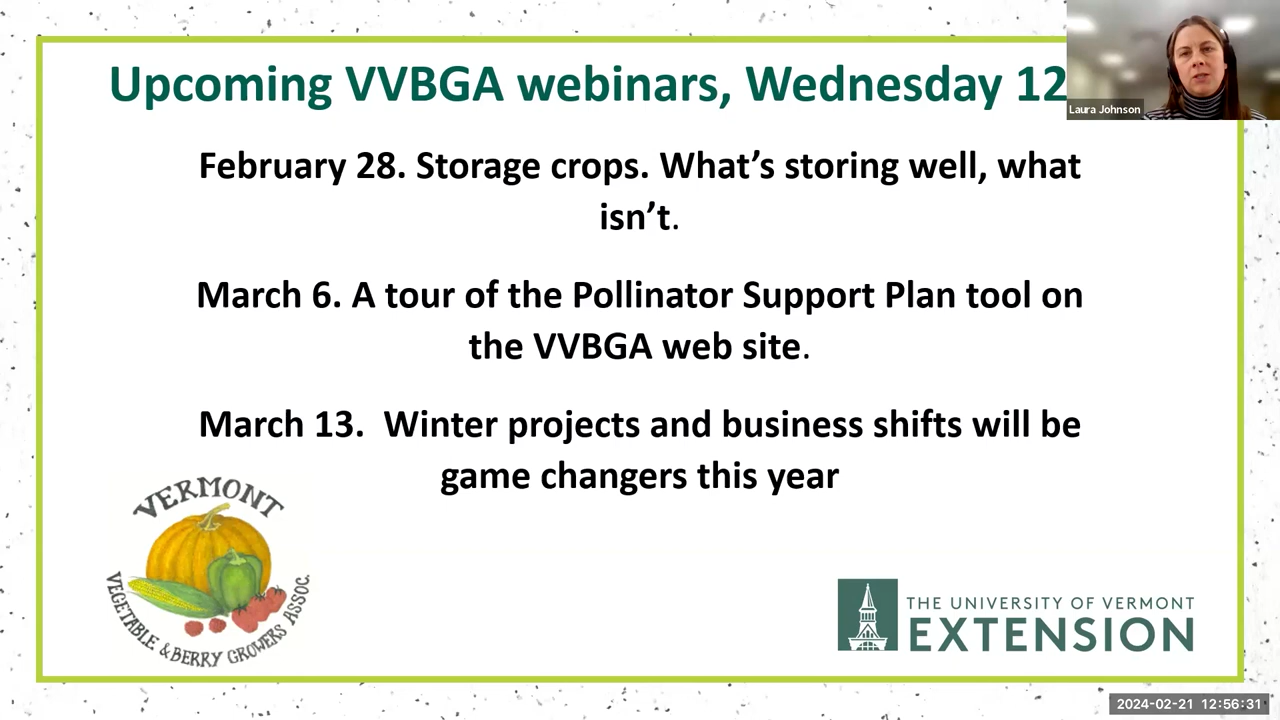 Upcoming VVBGA webinars, Wednesday 12
Laura Johnson
February 28. Storage crops. What’s storing well, what
isn’t.
March 6. A tour of the Pollinator Support Plan tool on
the VVBGA web site.
March 13.  Winter projects and business shifts will be
game changers this year
VERMONT
VEGETABLE & BERRY GROWERS ASSOC.
THE UNIVERSITY OF VERMONT
EXTENSION
2024-02-21 12:56:31